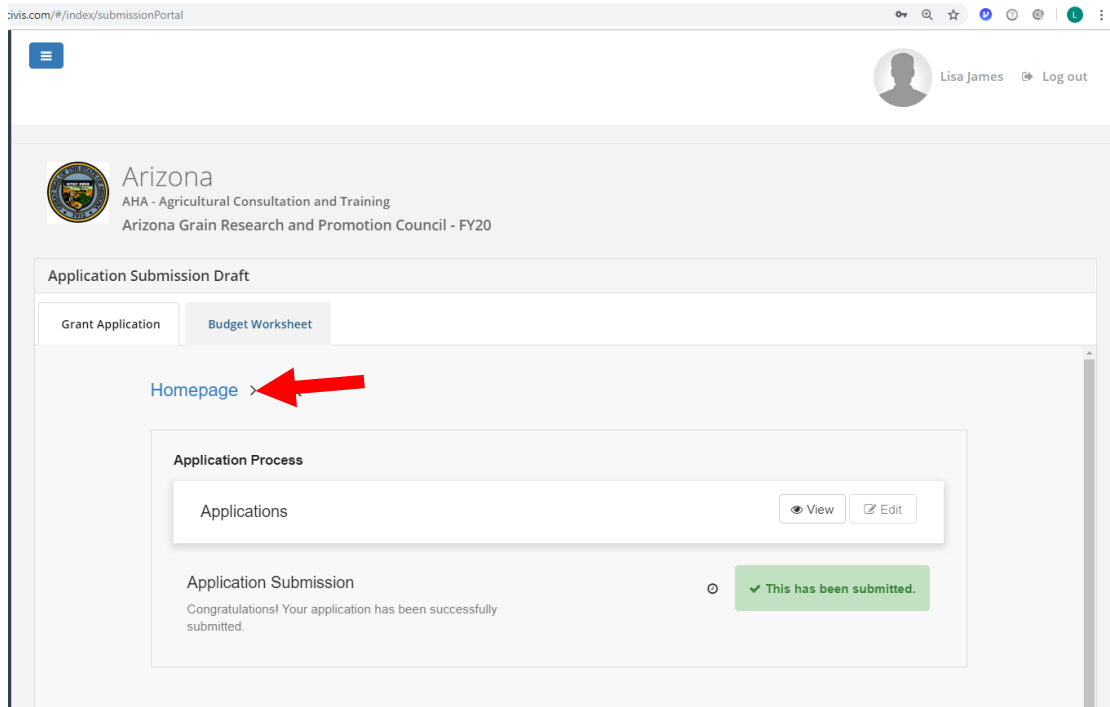 civis.com/#/index/submissionPortal
L
Lisa James Log out
Arizona
AHA - Agricultural Consultation and Training
Arizona Grain Research and Promotion Council - FY20
Application Submission Draft
Grant Application Budget Worksheet
Homepage >
Application Process
Applications View Edit
Application Submission
✓ This has been submitted.
Congratulations! Your application has been successfully
submitted.